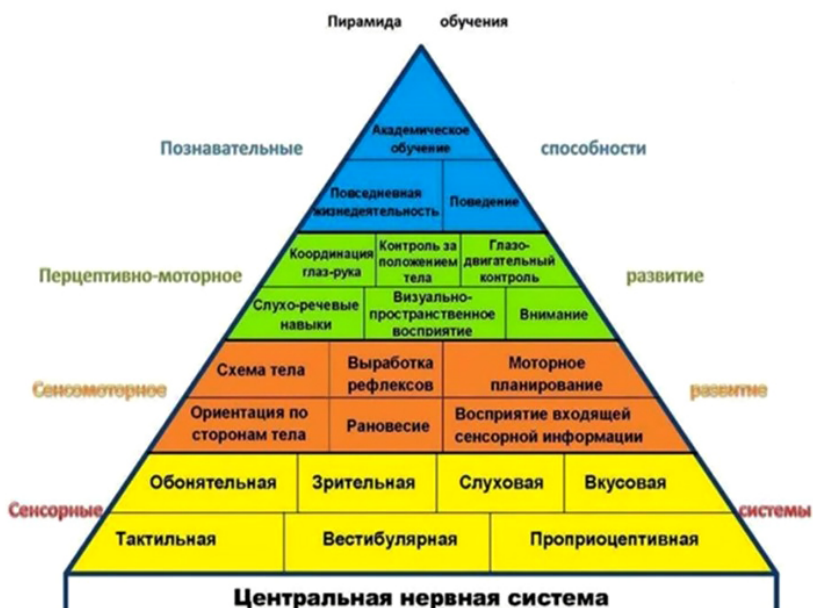 Пирамида обучения
Академическое
обучение
Познавательные способности
Повседневная
жизнедеятельность
Поведение
Координация
глаз-рука
Контроль за
положением
тела
Глазо-
двигательный
контроль
Перцептивно-моторное развитие
Слухо-речевые
навыки
Визуально-
пространственное
восприятие
Внимание
Схема тела
Выработка
рефлексов
Моторное
планирование
Сенсомоторное развитие
Ориентация по
сторонам тела
Рановесие
Восприятие входящей
сенсорной информации
Обонятельная
Зрительная
Слуховая
Вкусовая
Сенсорные системы
Тактильная
Вестибулярная
Проприоцептивная
Центральная нервная система